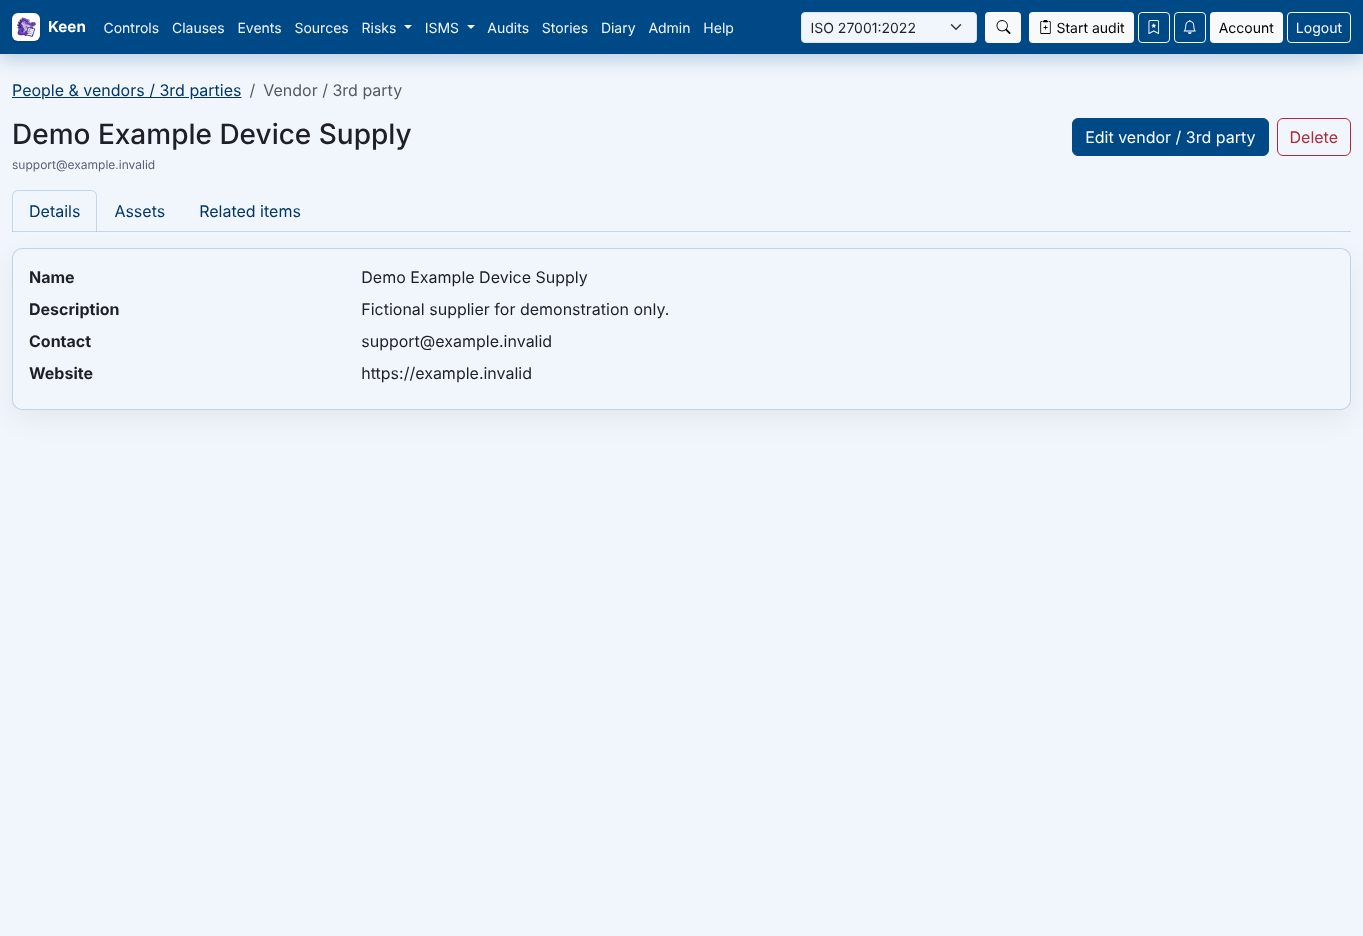 Keen Controls Clauses Events Sources Risks ISMS Audits Stories Diary Admin Help ISO 27001:2022 Start audit Account Logout
People & vendors / 3rd parties / Vendor / 3rd party
Demo Example Device Supply
Edit vendor / 3rd party Delete
support@example.invalid
Details Assets Related items
Name Demo Example Device Supply
Description Fictional supplier for demonstration only.
Contact support@example.invalid
Website https://example.invalid